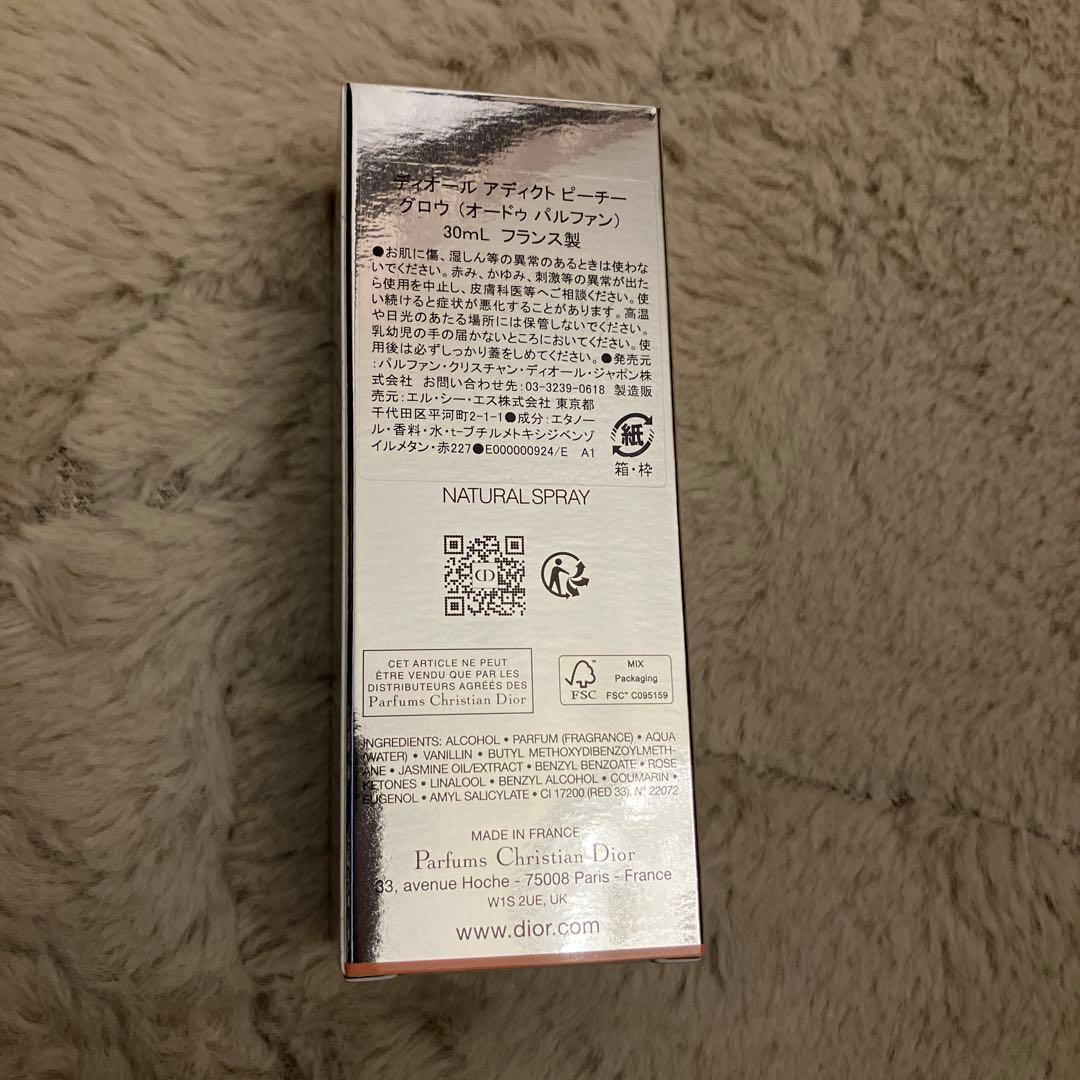 ディオール アディクト ピーチー
グロウ (オードゥ パルファン)
30mL フランス製
●お肌に傷、湿しん等の異常のあるときは使わな
いでください。赤み、かゆみ、刺激等の異常が出た
ら使用を中止し、皮膚科医等へご相談ください。使
い続けると症状が悪化することがあります。高温
や日光のあたる場所には保管しないでください。
乳幼児の手の届かないところにおいてください。使
用後は必ずしっかり蓋をしめてください。●発売元
:パルファン・クリスチャン・ディオール・ジャポン株
式会社 お問い合わせ先:03-3239-0618 製造販
売元:エル・シー・エス株式会社 東京都
千代田区平河町2-1-1●成分:エタノー
ル・香料・水・t-ブチルメトキシジベンゾ
イルメタン・赤227●E000000924/E A1
紙
箱・枠
NATURAL SPRAY
CD
CET ARTICLE NE PEUT
ÊTRE VENDU QUE PAR LES
DISTRIBUTEURS AGRÉÉS DES
Parfums Christian Dior
FSC
MIX
Packaging
FSC™ C095159
INGREDIENTS: ALCOHOL • PARFUM (FRAGRANCE) • AQUA
(WATER) • VANILLIN • BUTYL METHOXYDIBENZOYLMETH-
ANE • JASMINE OIL/EXTRACT • BENZYL BENZOATE • ROSE
KETONES • LINALOOL • BENZYL ALCOHOL • COUMARIN •
EUGENOL • AMYL SALICYLATE • CI 17200 (RED 33). N° 22072
MADE IN FRANCE
Parfums Christian Dior
33, avenue Hoche - 75008 Paris - France
W1S 2UE, UK
www.dior.com